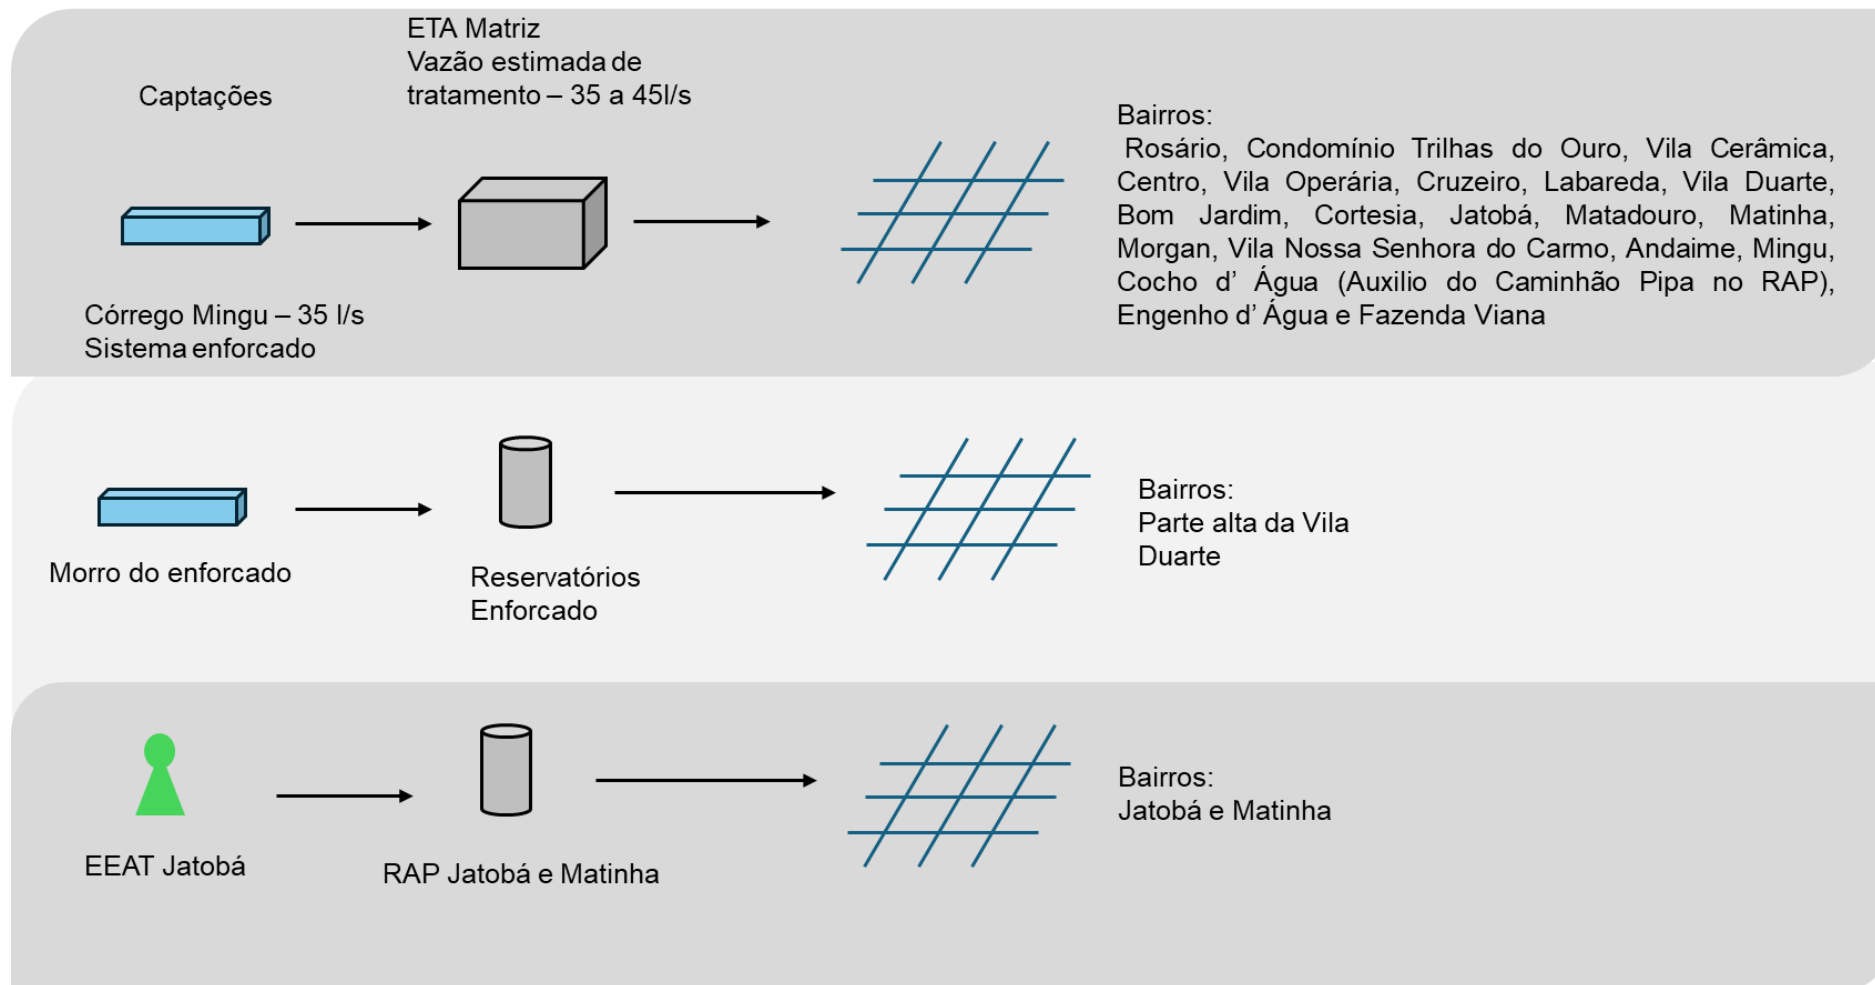 ETA Matriz
Vazão estimada de
tratamento – 35 a 45l/s
Captações
Córrego Mingu – 35 l/s
Sistema enforcado
Bairros:
Rosário, Condomínio Trilhas do Ouro, Vila Cerâmica,
Centro, Vila Operária, Cruzeiro, Labareda, Vila Duarte,
Bom Jardim, Cortesia, Jatobá, Matadouro, Matinha,
Morgan, Vila Nossa Senhora do Carmo, Andaime, Mingu,
Cocho d’ Água (Auxilio do Caminhão Pipa no RAP),
Engenho d’ Água e Fazenda Viana
Morro do enforcado
Reservatórios
Enforcado
Bairros:
Parte alta da Vila
Duarte
EEAT Jatobá
RAP Jatobá e Matinha
Bairros:
Jatobá e Matinha